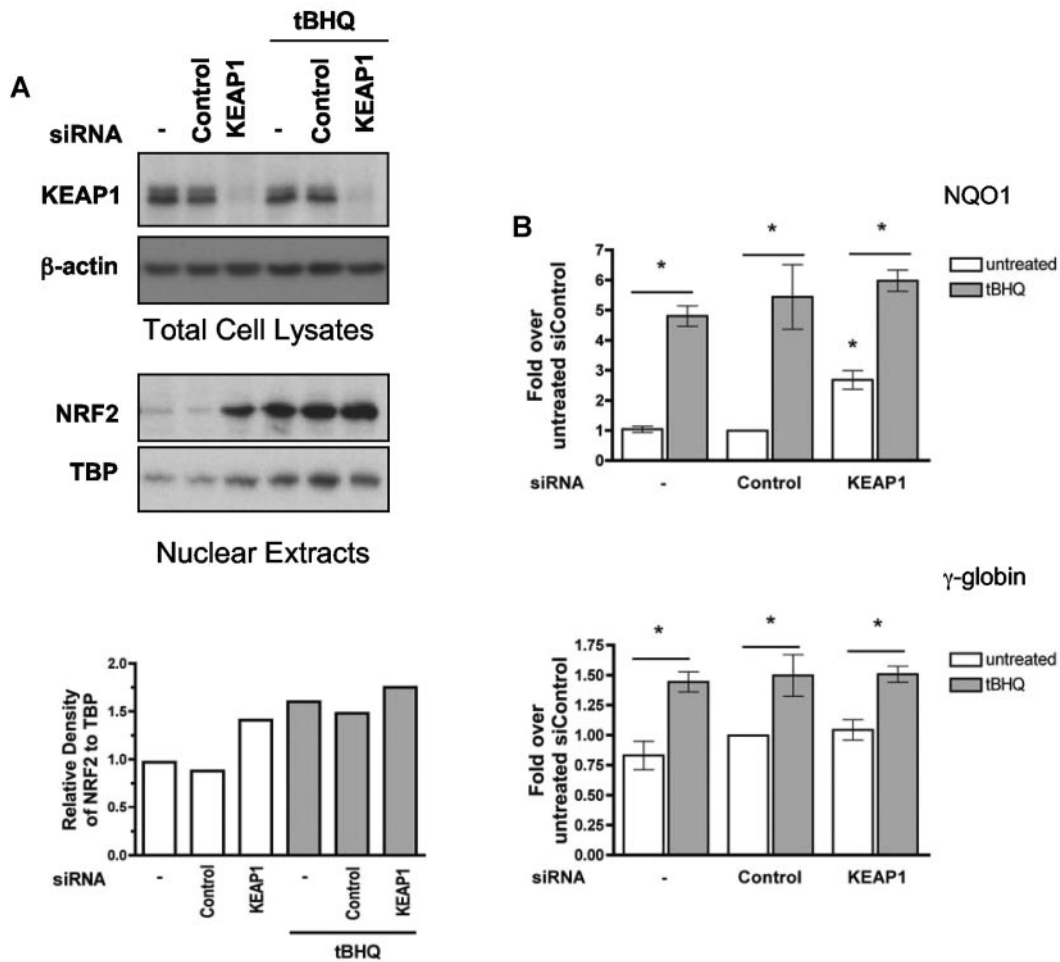 A
tBHQ
siRNA - Control KEAP1 - Control KEAP1
KEAP1
β-actin
Total Cell Lysates
NRF2
TBP
Nuclear Extracts
Relative Density
of NRF2 to TBP
2.0
1.5
1.0
0.5
0.0
siRNA - Control KEAP1 - Control KEAP1
tBHQ
B
NQO1
Fold over
untreated siControl
7
6
5
4
3
2
1
0
* * * *
untreated
tBHQ
siRNA - Control KEAP1
γ-globin
Fold over
untreated siControl
1.75
1.50
1.25
1.00
0.75
0.50
0.25
0.00
* * *
untreated
tBHQ
siRNA - Control KEAP1